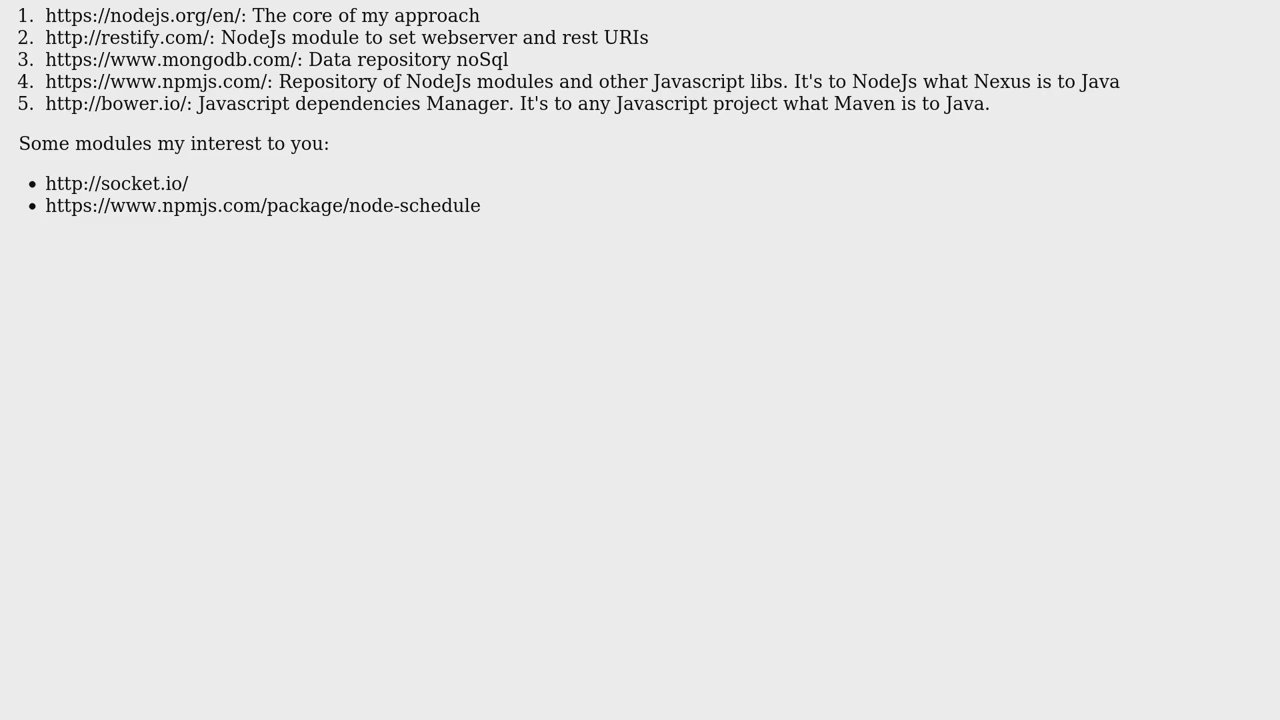 1. https://nodejs.org/en/: The core of my approach
2. http://restify.com/: NodeJs module to set webserver and rest URIs
3. https://www.mongodb.com/: Data repository noSql
4. https://www.npmjs.com/: Repository of NodeJs modules and other Javascript libs. It's to NodeJs what Nexus is to Java
5. http://bower.io/: Javascript dependencies Manager. It's to any Javascript project what Maven is to Java.
Some modules my interest to you:
• http://socket.io/
• https://www.npmjs.com/package/node-schedule